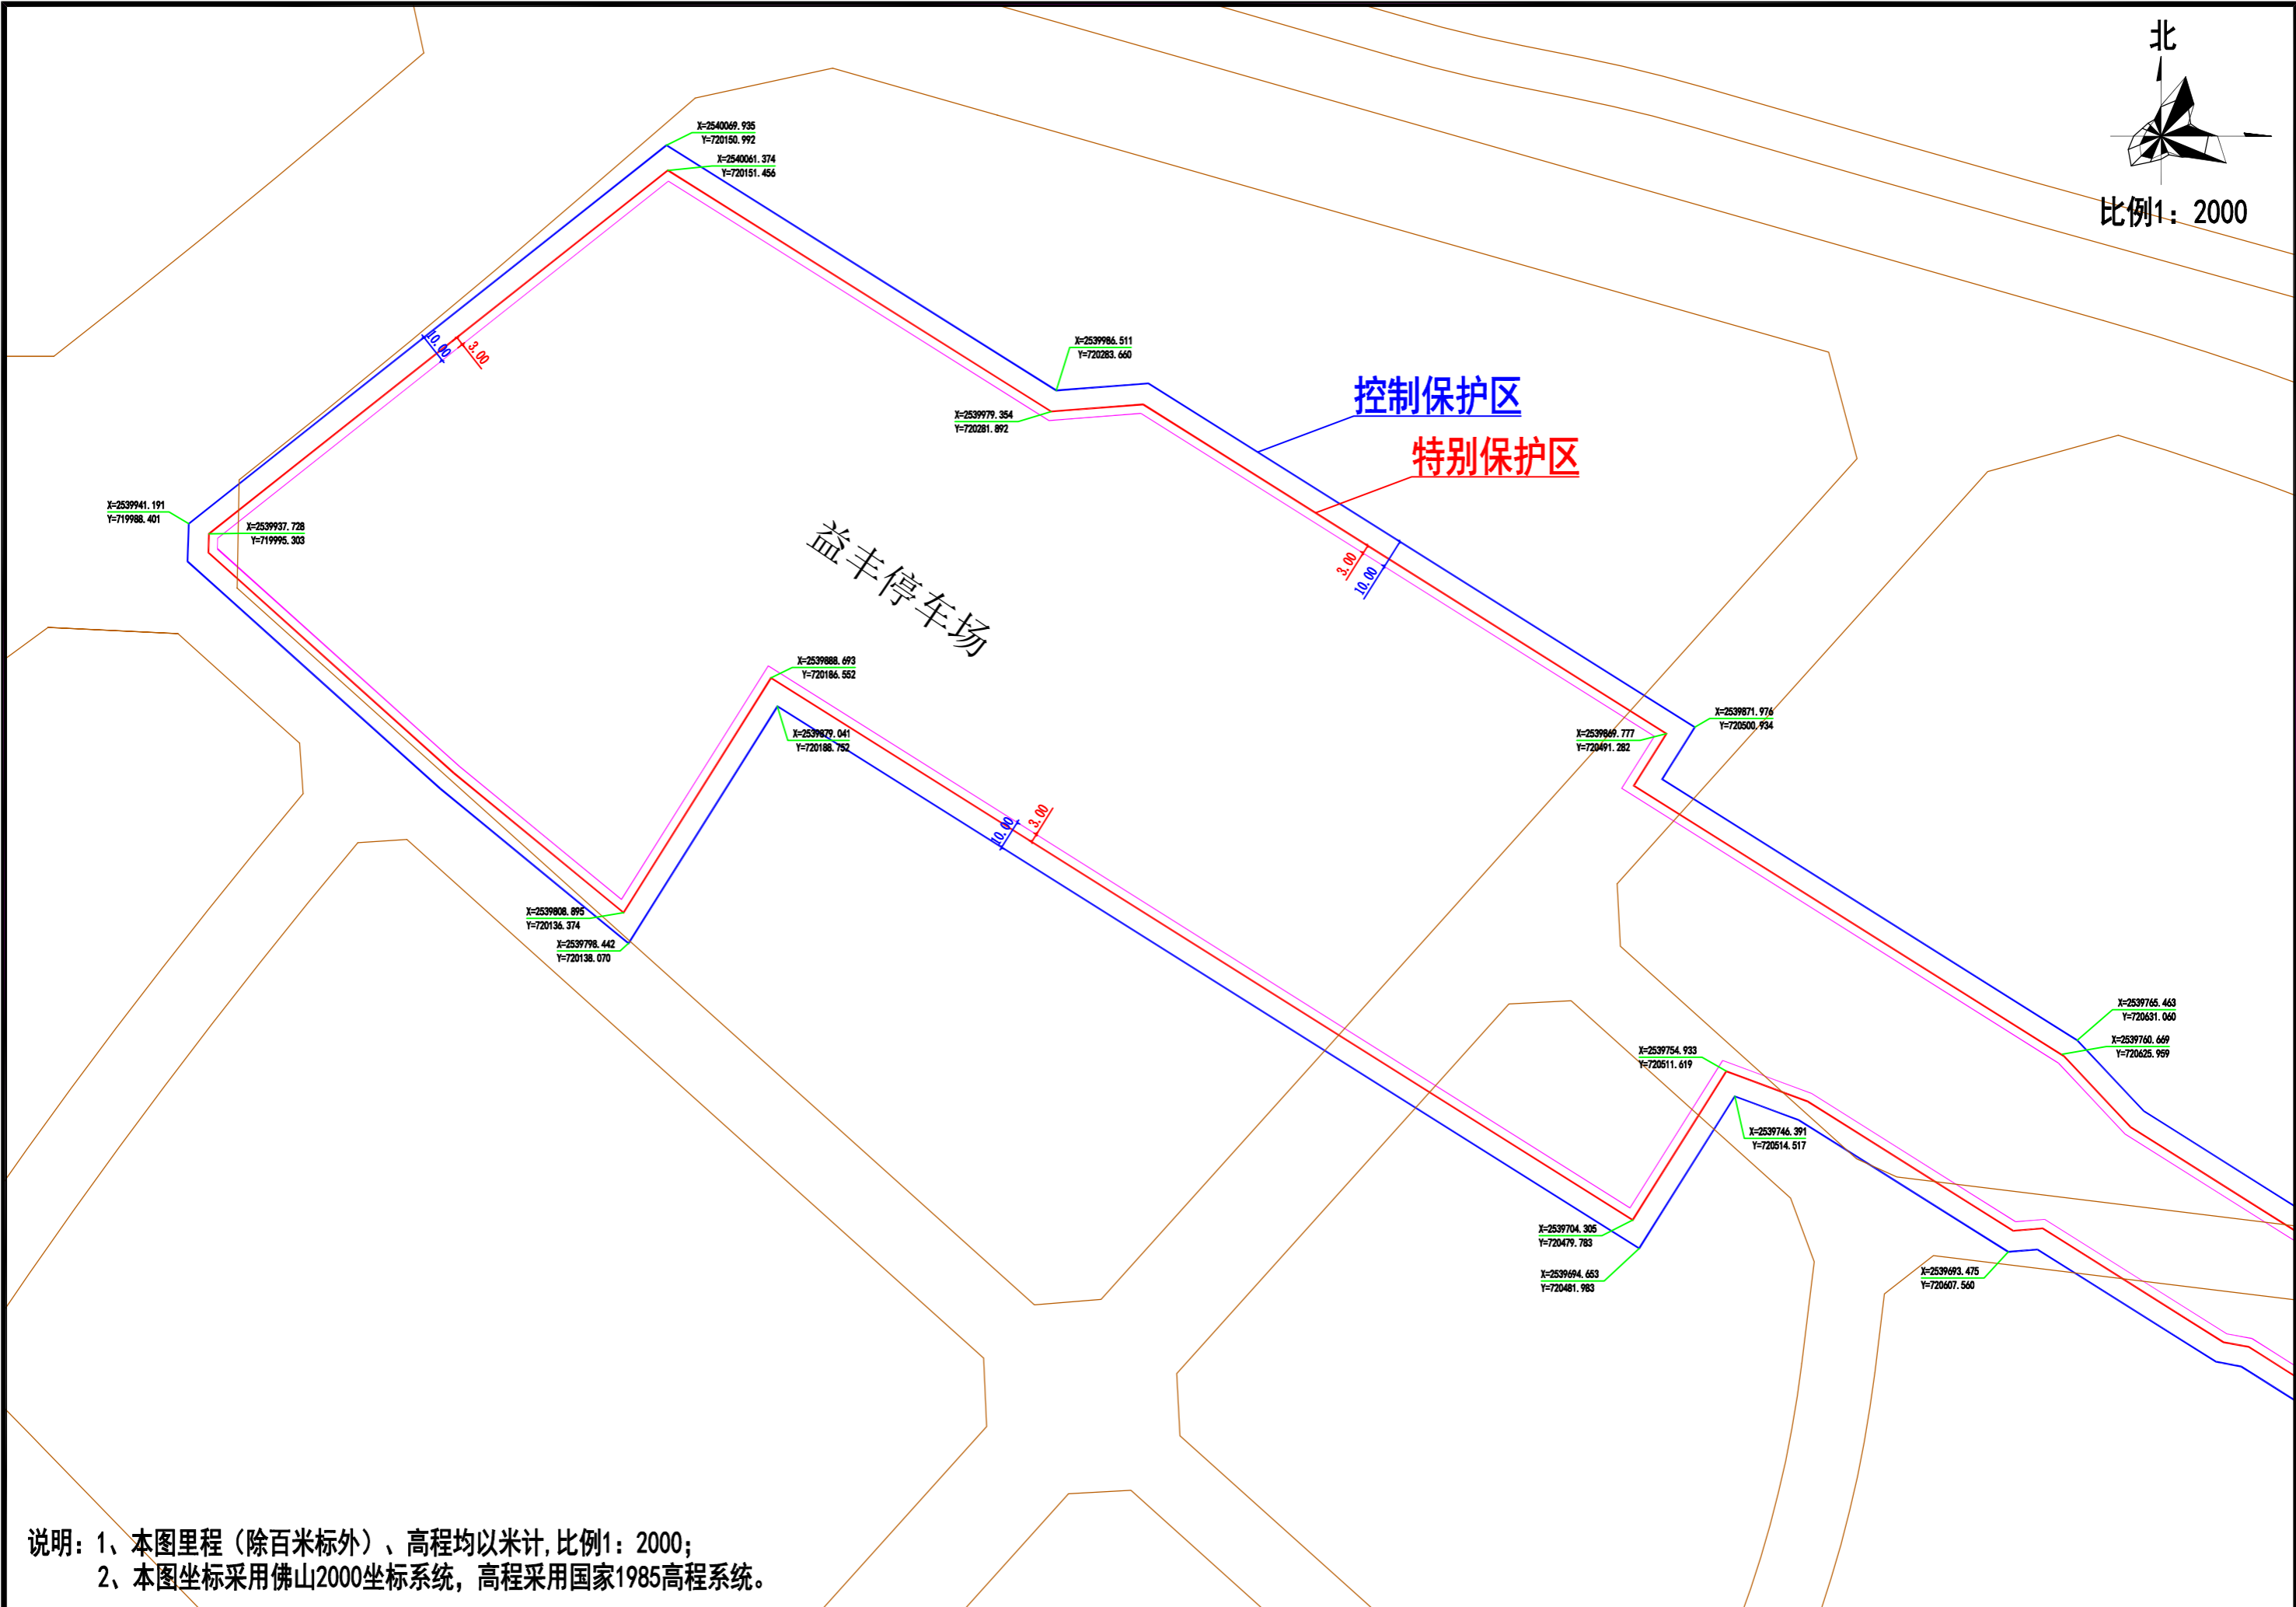 北
比例1：2000
X=2540069.935
Y=720150.992
X=2540061.374
Y=720151.456
10.00
3.00
X=2539986.511
Y=720283.660
X=2539979.354
Y=720281.892
控制保护区
特别保护区
X=2539941.191
Y=719988.401
X=2539937.728
Y=719995.303
益丰停车场
3.00
10.00
X=2539888.693
Y=720186.552
X=2539879.041
Y=720188.752
X=2539871.976
Y=720500.934
X=2539869.777
Y=720491.282
10.00
3.00
X=2539808.895
Y=720136.374
X=2539798.442
Y=720138.070
X=2539765.463
Y=720631.060
X=2539760.669
Y=720625.959
X=2539754.933
Y=720511.619
X=2539746.391
Y=720514.517
X=2539704.305
Y=720479.783
X=2539694.653
Y=720481.983
X=2539693.475
Y=720607.560
说明：1、本图里程（除百米标外）、高程均以米计,比例1：2000；
2、本图坐标采用佛山2000坐标系统，高程采用国家1985高程系统。